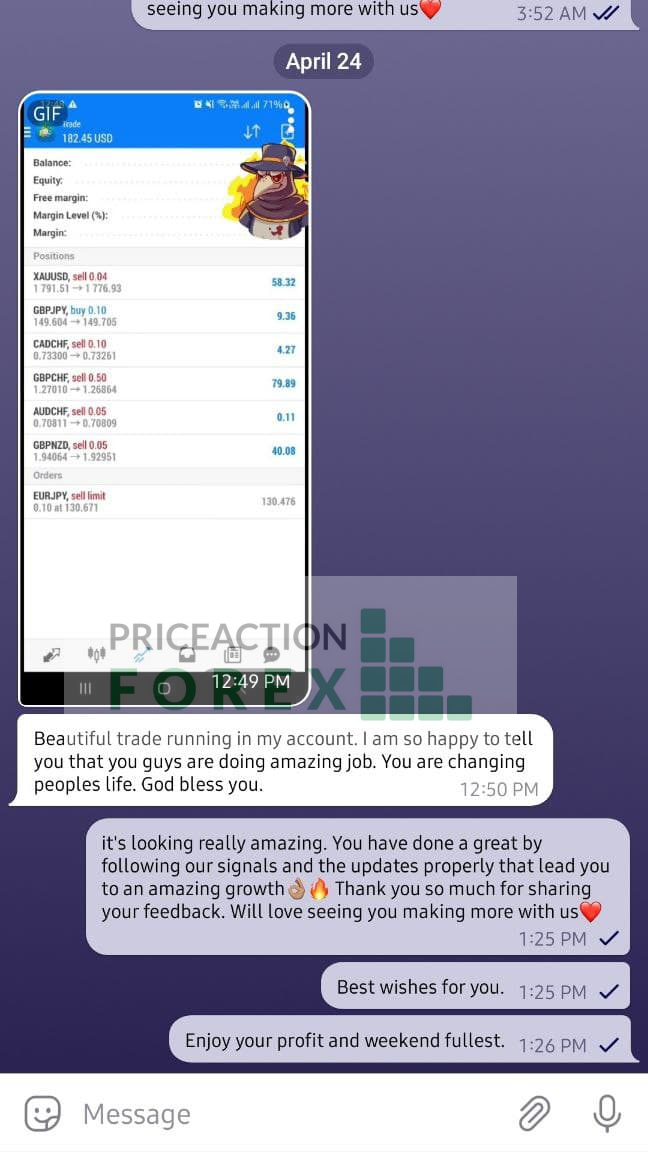 seeing you making more with us❤️
3:52 AM
April 24
GIF
71%
Trade
182.45 USD
Balance:
Equity:
Free margin:
Margin Level (%):
Margin:
Positions
XAUUSD, sell 0.04
1 791.51 → 1 776.93
58.32
GBPJPY, buy 0.10
149.604 → 149.705
9.36
CADCHF, sell 0.10
0.73300 → 0.73261
4.27
GBPCHF, sell 0.50
1.27010 → 1.26864
79.89
AUDCHF, sell 0.05
0.70811 → 0.70809
0.11
GBPNZD, sell 0.05
1.94064 → 1.92951
40.08
Orders
EURJPY, sell limit
0.10 at 130.671
130.476
PRICEACTION
FOREX
12:49 PM
Beautiful trade running in my account. I am so happy to tell
you that you guys are doing amazing job. You are changing
peoples life. God bless you.
12:50 PM
it's looking really amazing. You have done a great by
following our signals and the updates properly that lead you
to an amazing growth👌🏽🔥 Thank you so much for sharing
your feedback. Will love seeing you making more with us❤️
1:25 PM
Best wishes for you.
1:25 PM
Enjoy your profit and weekend fullest.
1:26 PM
Message